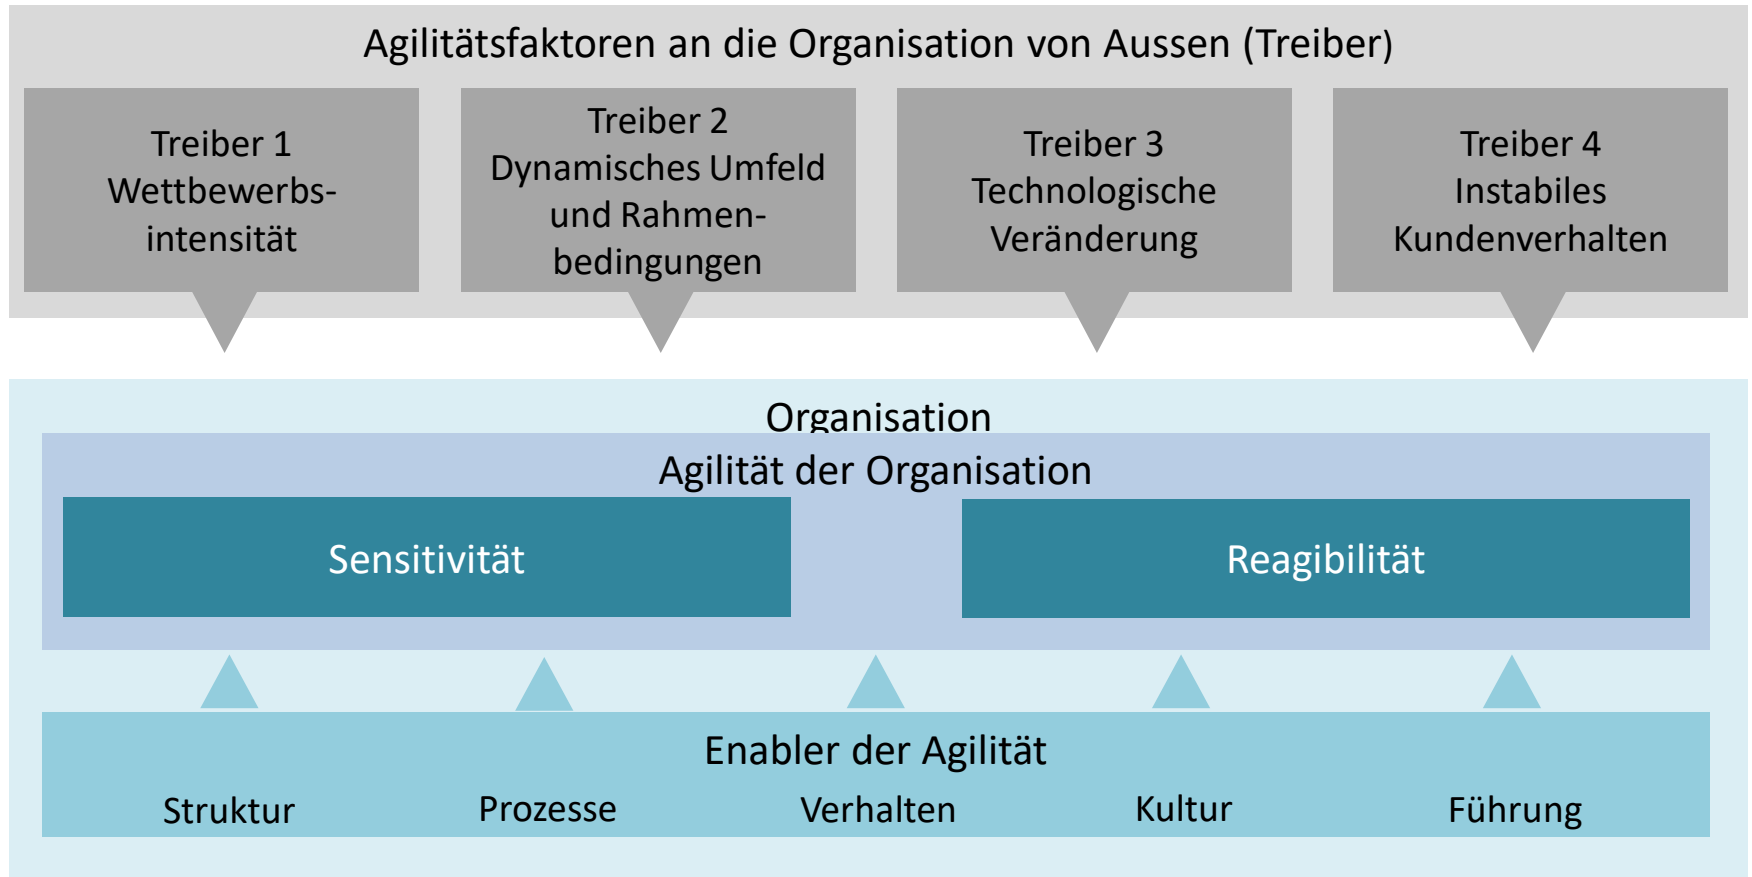 Agilitätsfaktoren an die Organisation von Aussen (Treiber)
Treiber 1
Wettbewerbs-
intensität
Treiber 2
Dynamisches Umfeld
und Rahmen-
bedingungen
Treiber 3
Technologische
Veränderung
Treiber 4
Instabiles
Kundenverhalten
Organisation
Agilität der Organisation
Sensitivität
Reagibilität
Enabler der Agilität
Struktur
Prozesse
Verhalten
Kultur
Führung